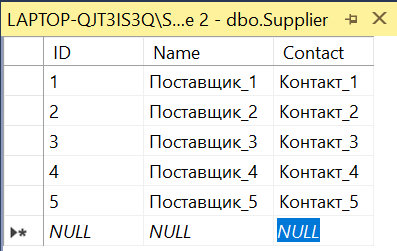 LAPTOP-QJT3IS3Q\S...e 2 - dbo.Supplier
ID Name Contact
1 Поставщик_1 Контакт_1
2 Поставщик_2 Контакт_2
3 Поставщик_3 Контакт_3
4 Поставщик_4 Контакт_4
5 Поставщик_5 Контакт_5
NULL NULL NULL